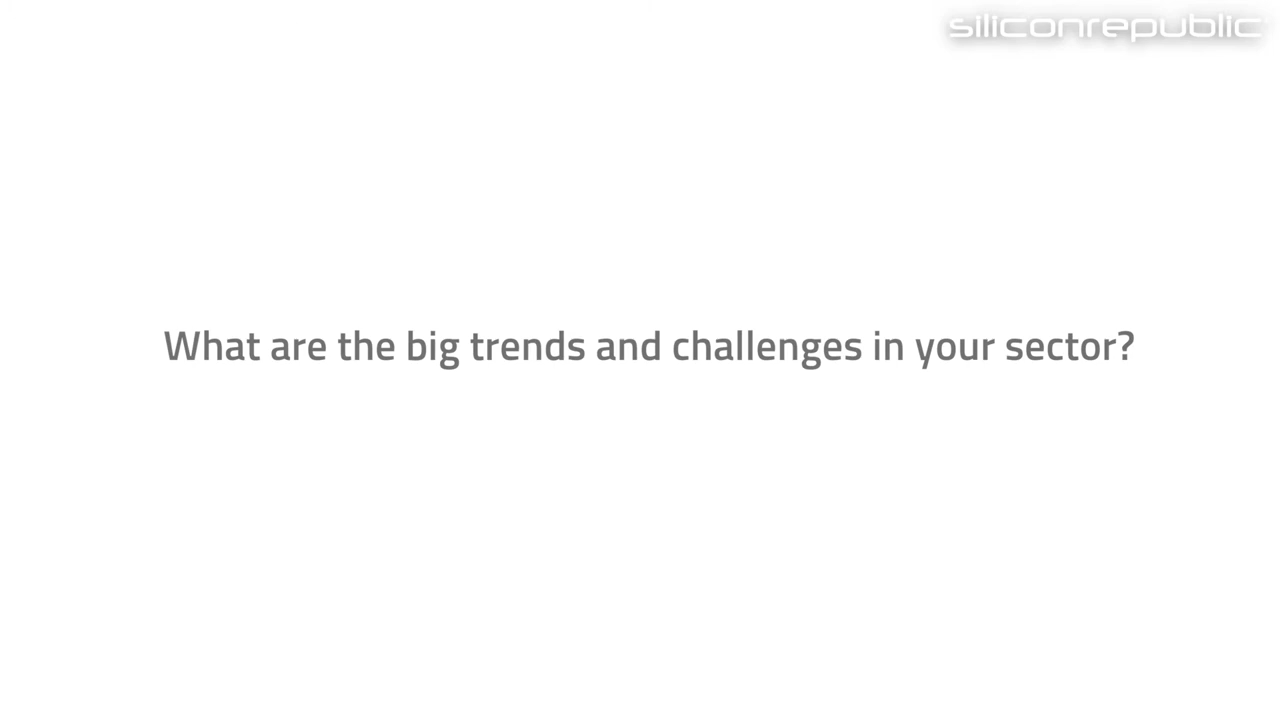 siliconrepublic
What are the big trends and challenges in your sector?